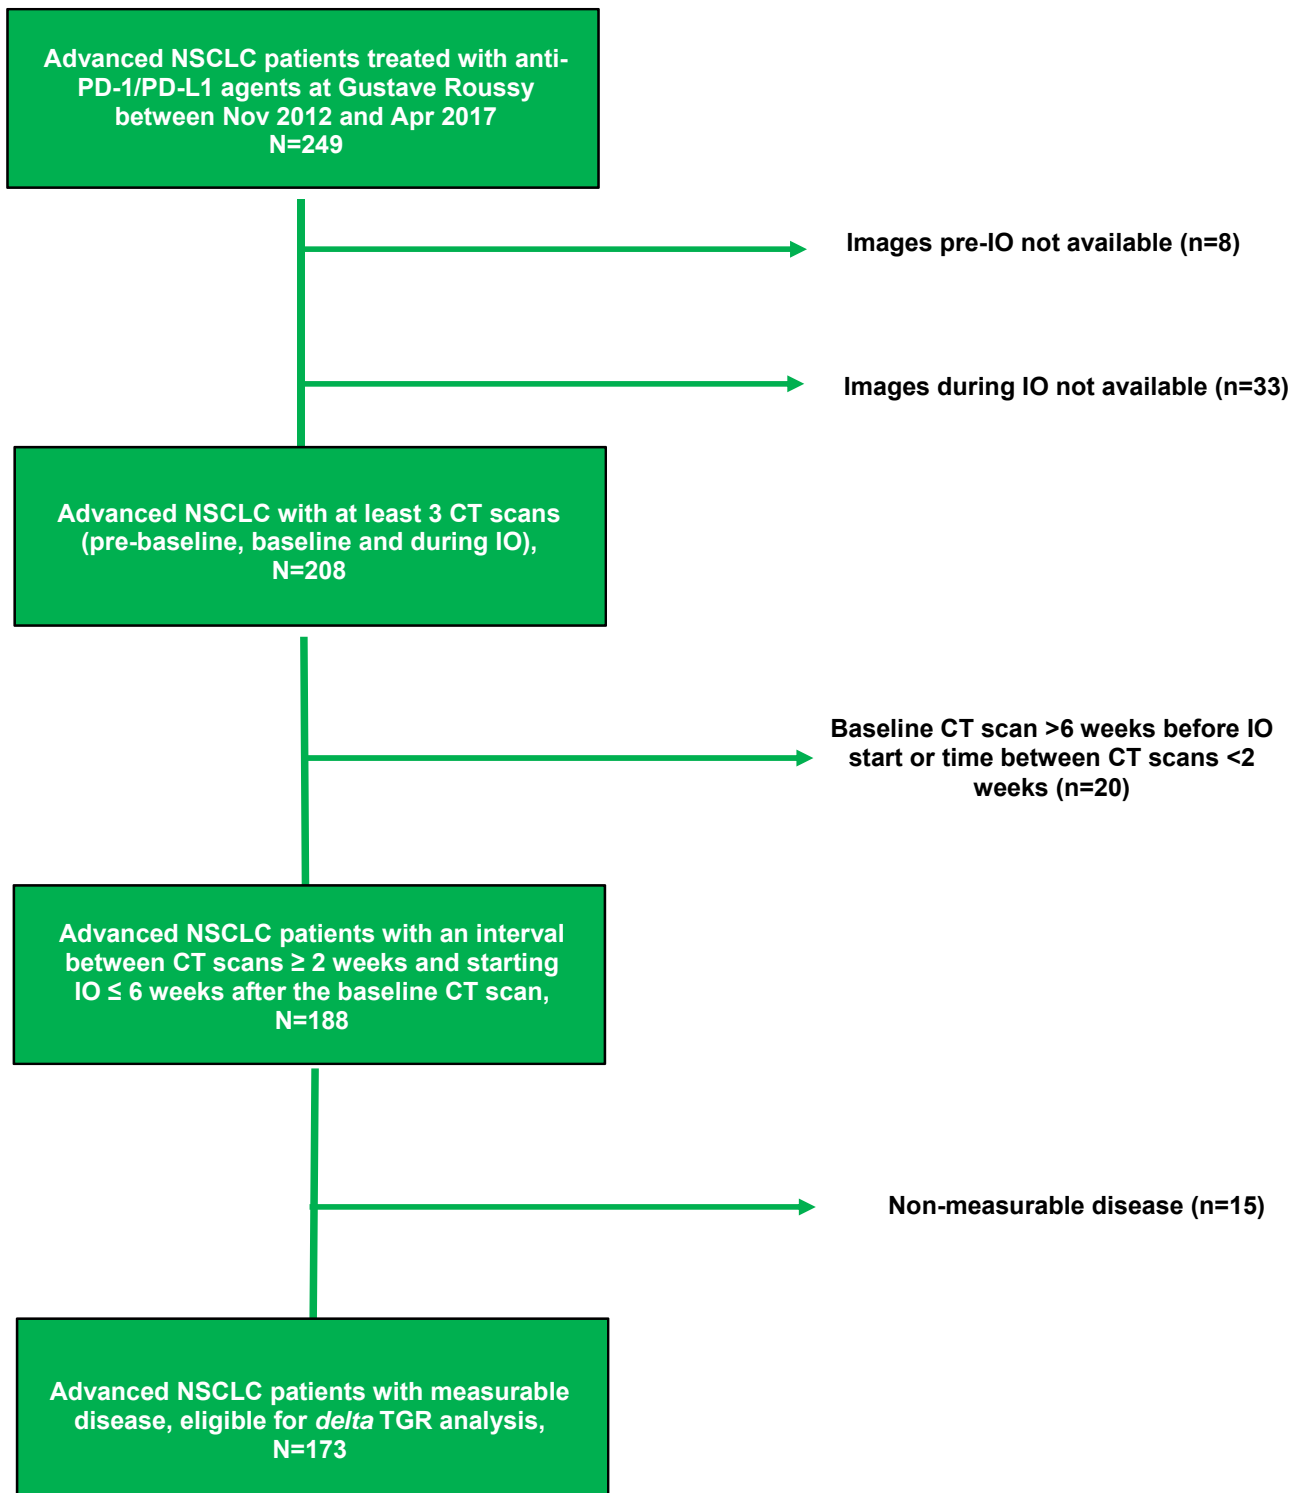 Advanced NSCLC patients treated with anti-
PD-1/PD-L1 agents at Gustave Roussy
between Nov 2012 and Apr 2017
N=249
Images pre-IO not available (n=8)
Images during IO not available (n=33)
Advanced NSCLC with at least 3 CT scans
(pre-baseline, baseline and during IO),
N=208
Baseline CT scan >6 weeks before IO
start or time between CT scans <2
weeks (n=20)
Advanced NSCLC patients with an interval
between CT scans ≥ 2 weeks and starting
IO ≤ 6 weeks after the baseline CT scan,
N=188
Non-measurable disease (n=15)
Advanced NSCLC patients with measurable
disease, eligible for delta TGR analysis,
N=173